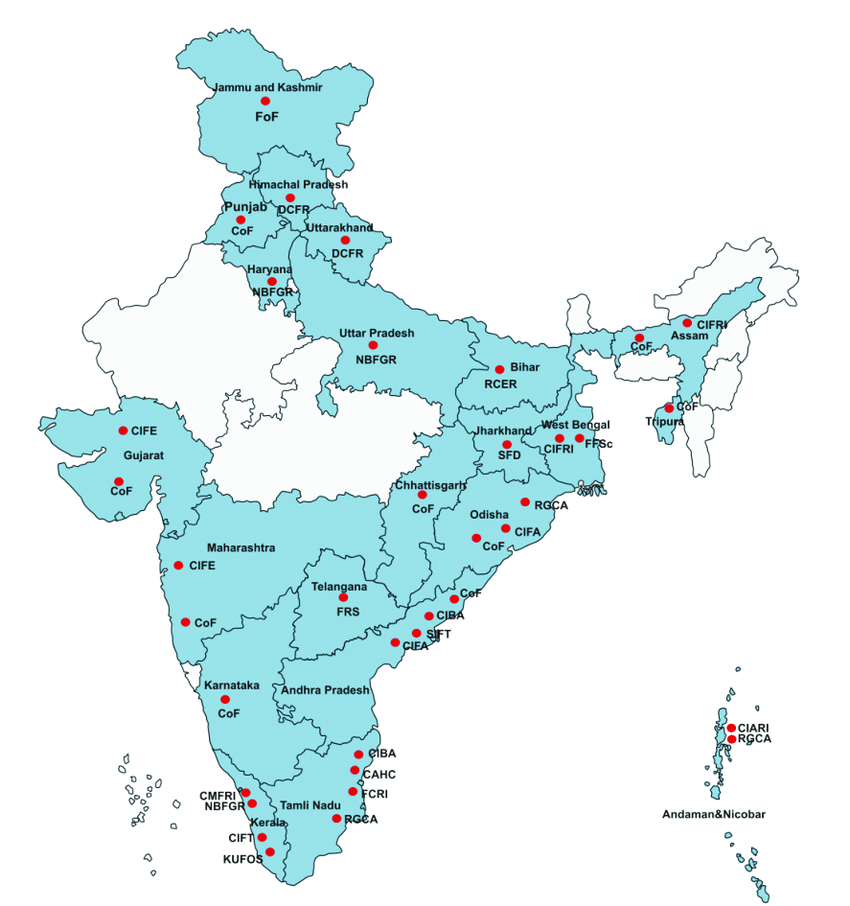 Jammu and Kashmir
FoF
Himachal Pradesh
DCFR
Punjab
CoF
Uttarakhand
DCFR
Haryana
NBFGR
Uttar Pradesh
NBFGR
Bihar
RCER
CIFRI
Assam
CoF
CoF
Tripura
CIFE
Gujarat
CoF
Jharkhand
SFD
West Bengal
CIFRI
FFSc
Chhattisgarh
CoF
RGCA
Odisha
CIFA
CoF
Maharashtra
CIFE
CoF
Telangana
FRS
CoF
CIBA
SIFT
CIFA
Karnataka
CoF
Andhra Pradesh
CIBA
CAHC
FCRI
Tamli Nadu
RGCA
CMFRI
NBFGR
Kerala
CIFT
KUFOS
CIARI
RGCA
Andaman&Nicobar